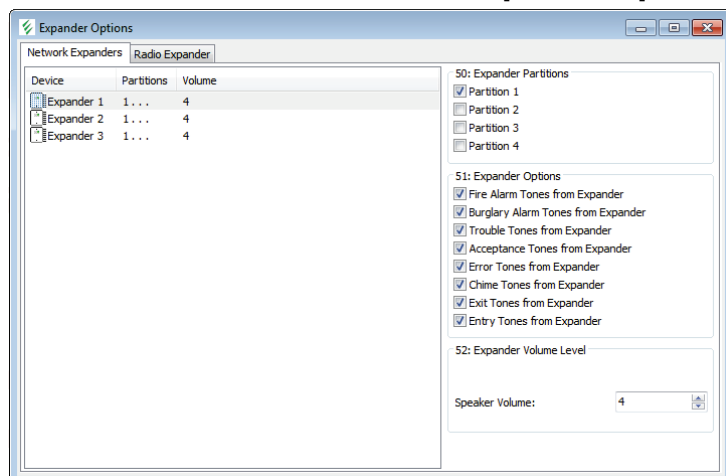 Expander Options
Network Expanders Radio Expander
Device Partitions Volume
Expander 1 1 . . . 4
Expander 2 1 . . . 4
Expander 3 1 . . . 4
50: Expander Partitions
Partition 1
Partition 2
Partition 3
Partition 4
51: Expander Options
Fire Alarm Tones from Expander
Burglary Alarm Tones from Expander
Trouble Tones from Expander
Acceptance Tones from Expander
Error Tones from Expander
Chime Tones from Expander
Exit Tones from Expander
Entry Tones from Expander
52: Expander Volume Level
Speaker Volume: 4